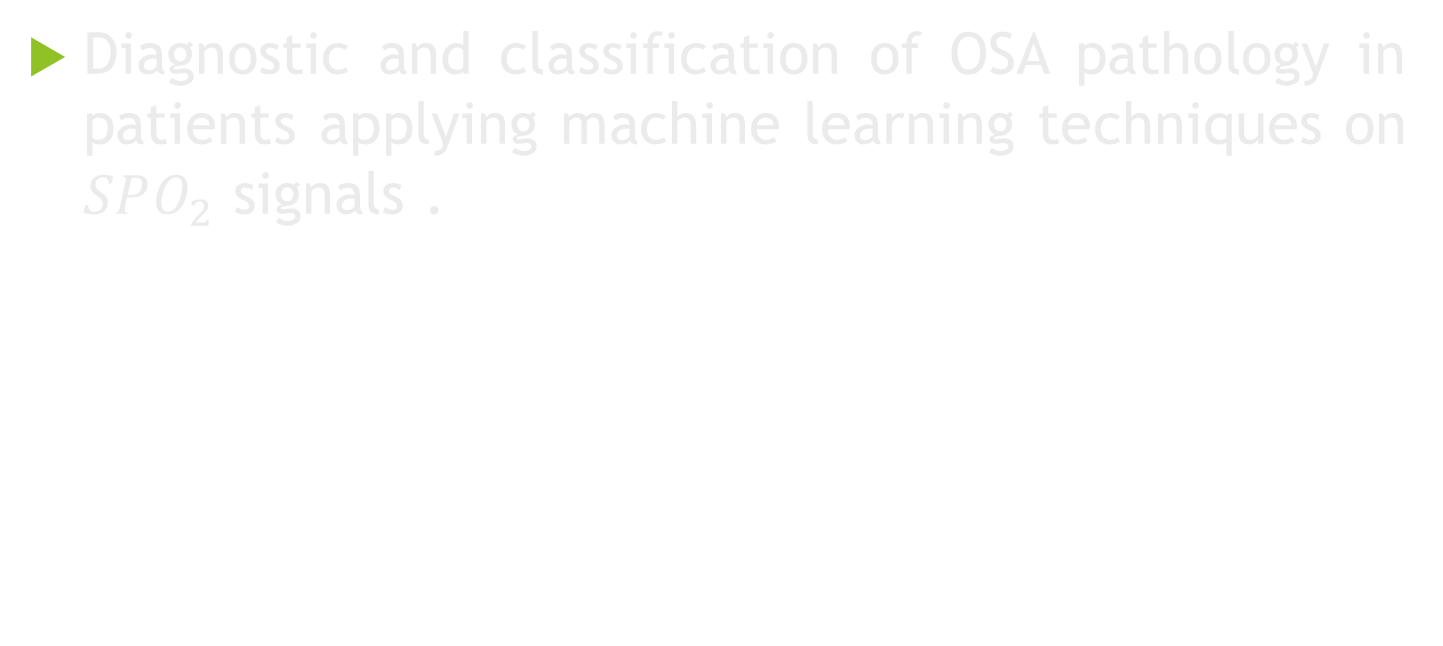 Diagnostic and classification of OSA pathology in
patients applying machine learning techniques on
𝑆𝑃𝑂₂ signals .